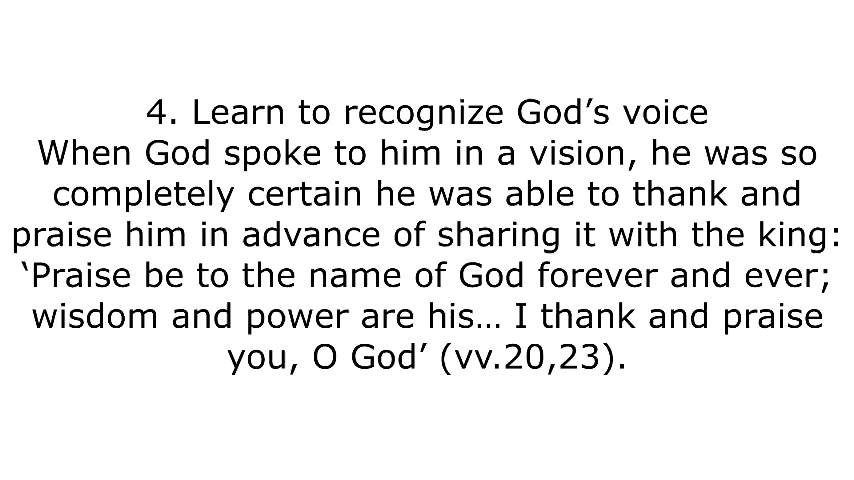 4. Learn to recognize God’s voice
When God spoke to him in a vision, he was so
completely certain he was able to thank and
praise him in advance of sharing it with the king:
‘Praise be to the name of God forever and ever;
wisdom and power are his… I thank and praise
you, O God’ (vv.20,23).